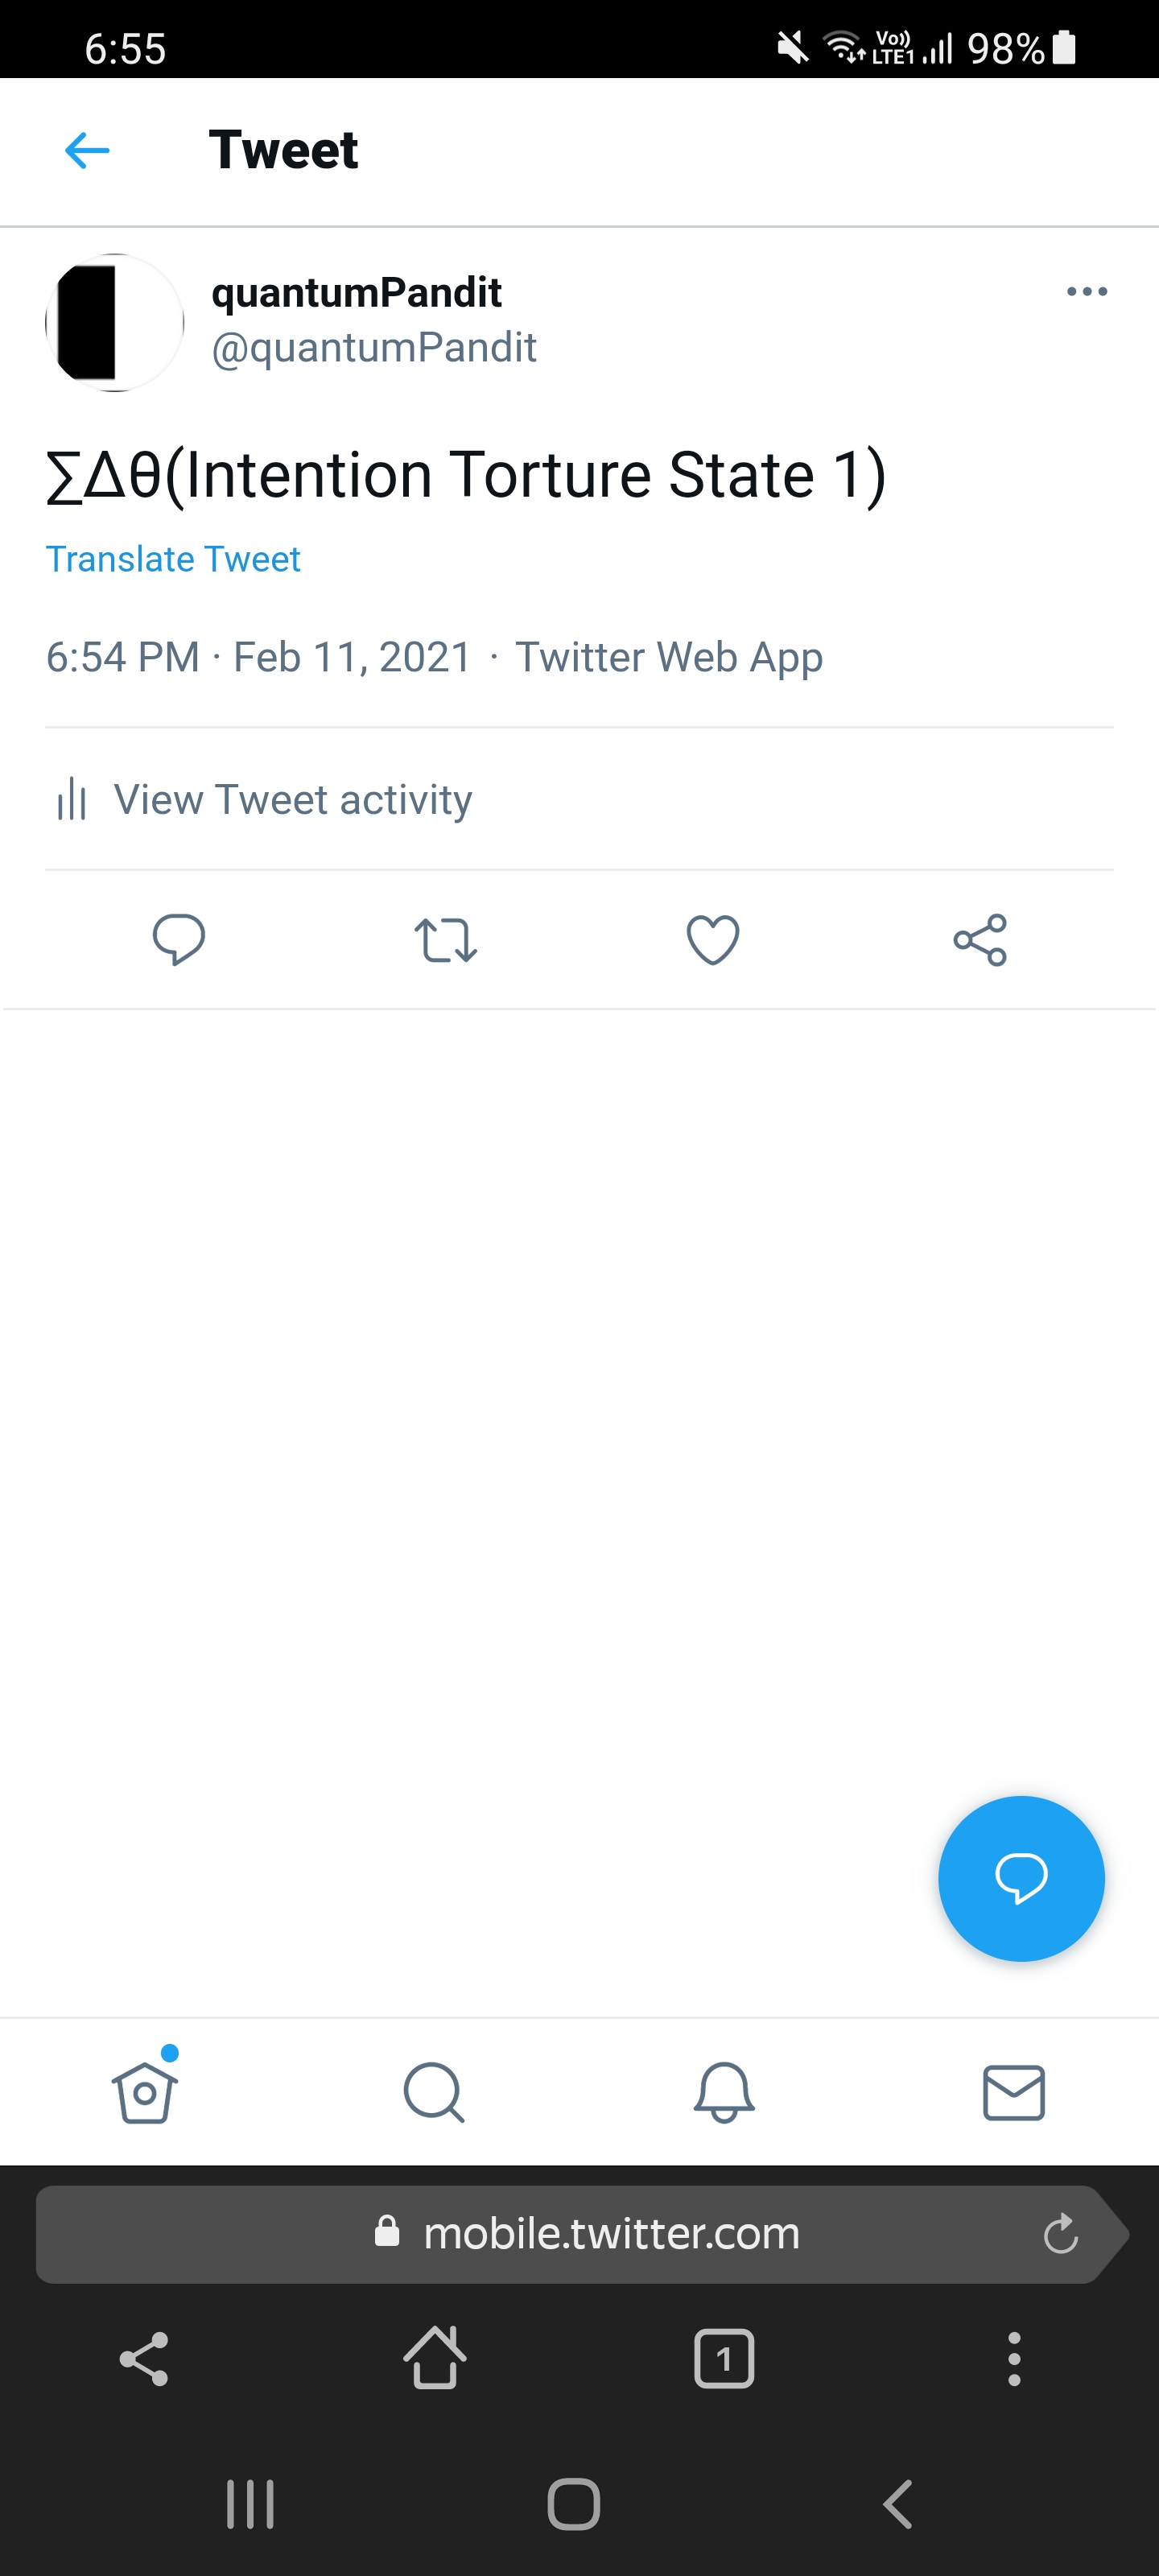 6:55 Vo)) LTE1 98%
Tweet
quantumPandit
@quantumPandit
∑Δθ(Intention Torture State 1)
Translate Tweet
6:54 PM · Feb 11, 2021 · Twitter Web App
View Tweet activity
mobile.twitter.com
1